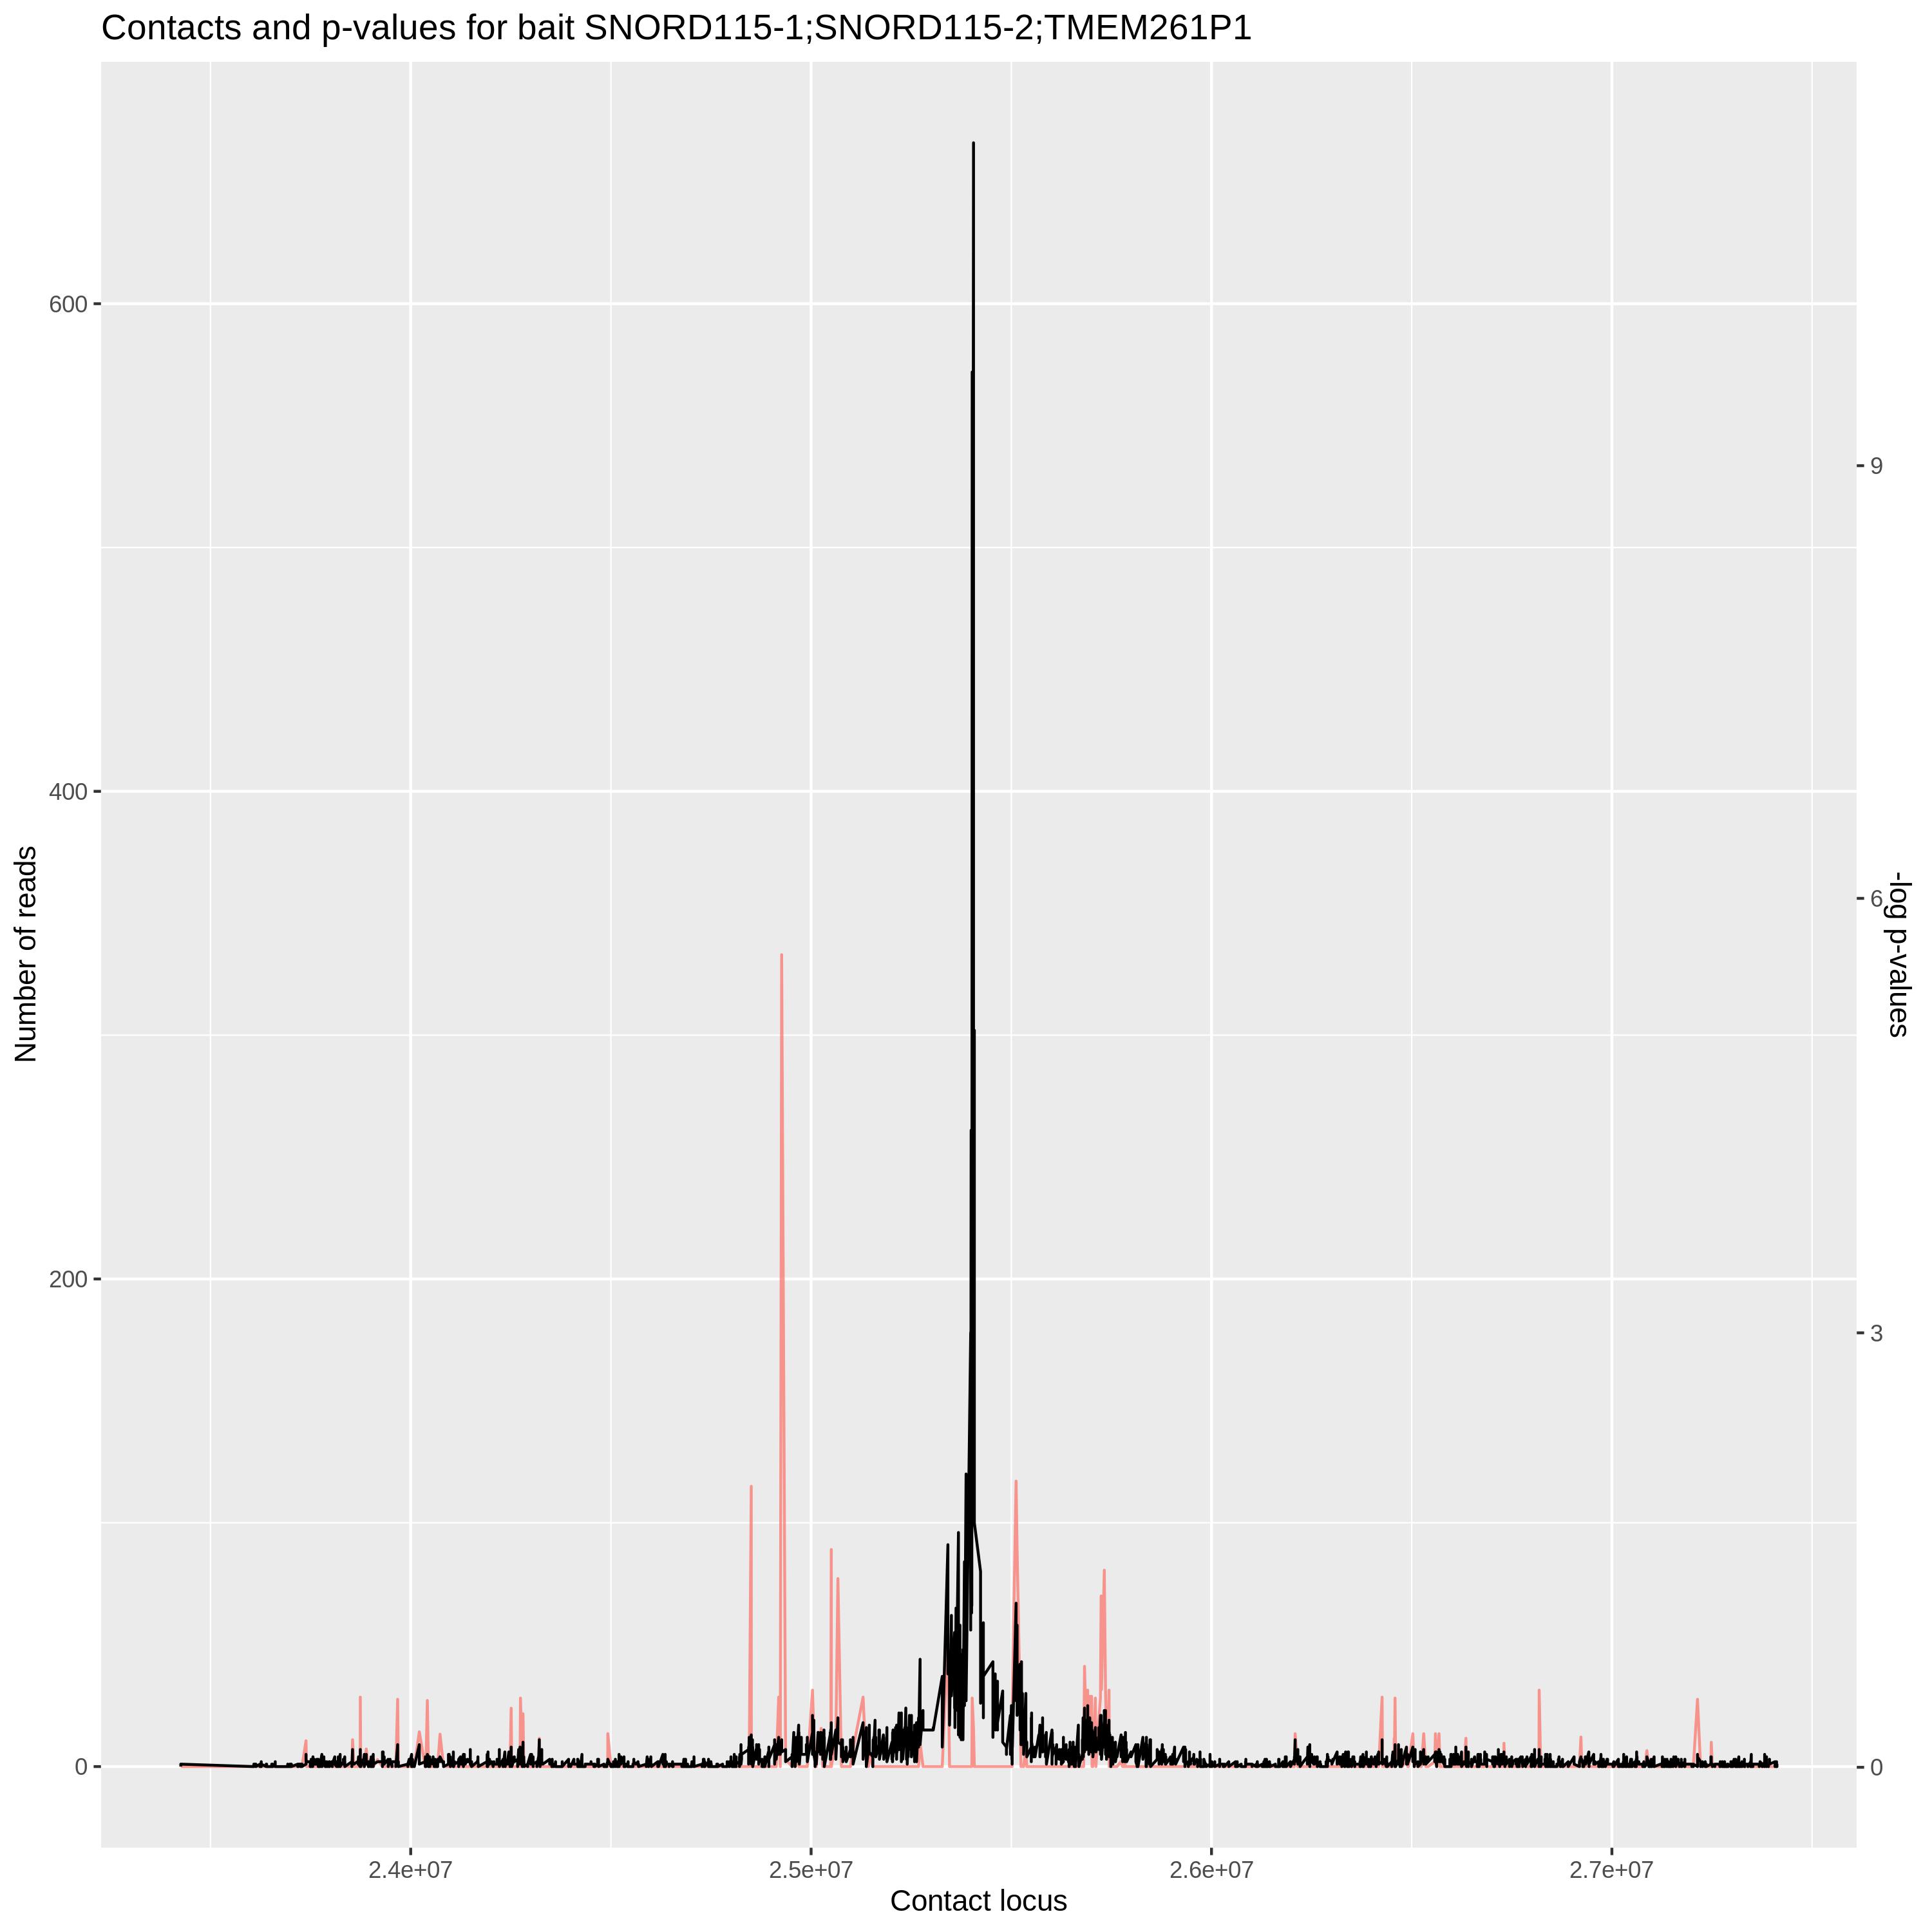 Contacts and p-values for bait SNORD115-1;SNORD115-2;TMEM261P1
600
400
200
0
Number of reads
9
6
3
0
-log p-values
2.4e+07
2.5e+07
2.6e+07
2.7e+07
Contact locus